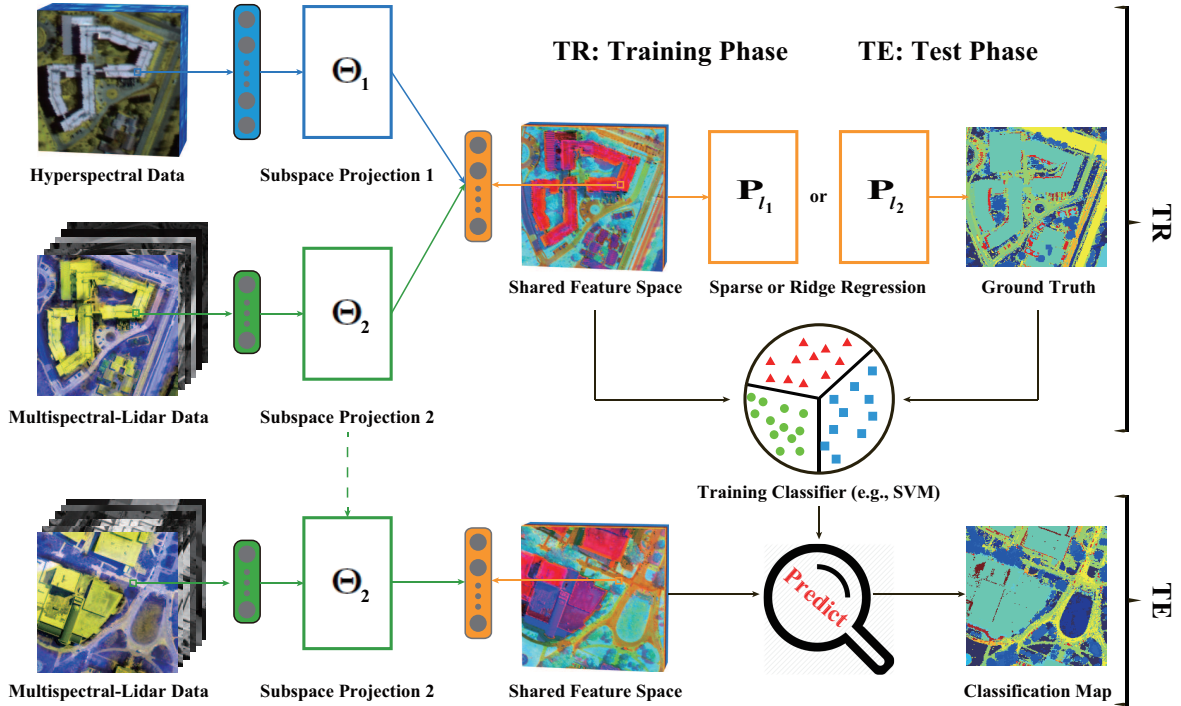 TR: Training Phase
TE: Test Phase
Θ1
Hyperspectral Data
Subspace Projection 1
Pl1
or
Pl2
TR
Θ2
Shared Feature Space
Sparse or Ridge Regression
Ground Truth
Multispectral-Lidar Data
Subspace Projection 2
Training Classifier (e.g., SVM)
Θ2
Predict
TE
Multispectral-Lidar Data
Subspace Projection 2
Shared Feature Space
Classification Map